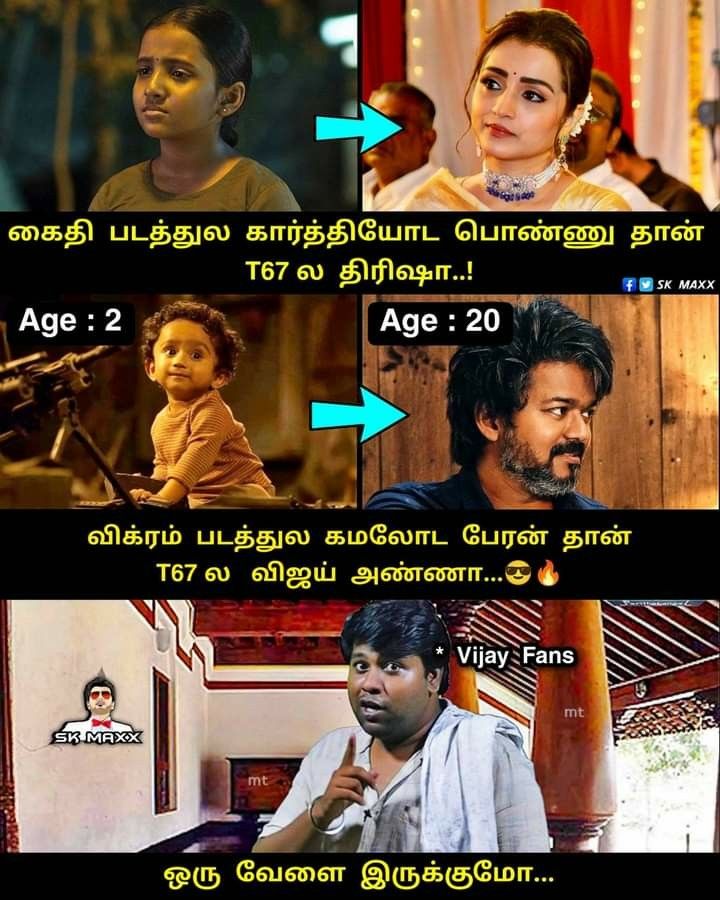 கைதி படத்துல கார்த்தியோட பொண்ணு தான்
T67 ல திரிஷா..!
SK MAXX
Age : 2
Age : 20
விக்ரம் படத்துல கமலோட பேரன் தான்
T67 ல விஜய் அண்ணா...😎🔥
* Vijay Fans
mt
SK MAXX
mt
ஒரு வேளை இருக்குமோ...